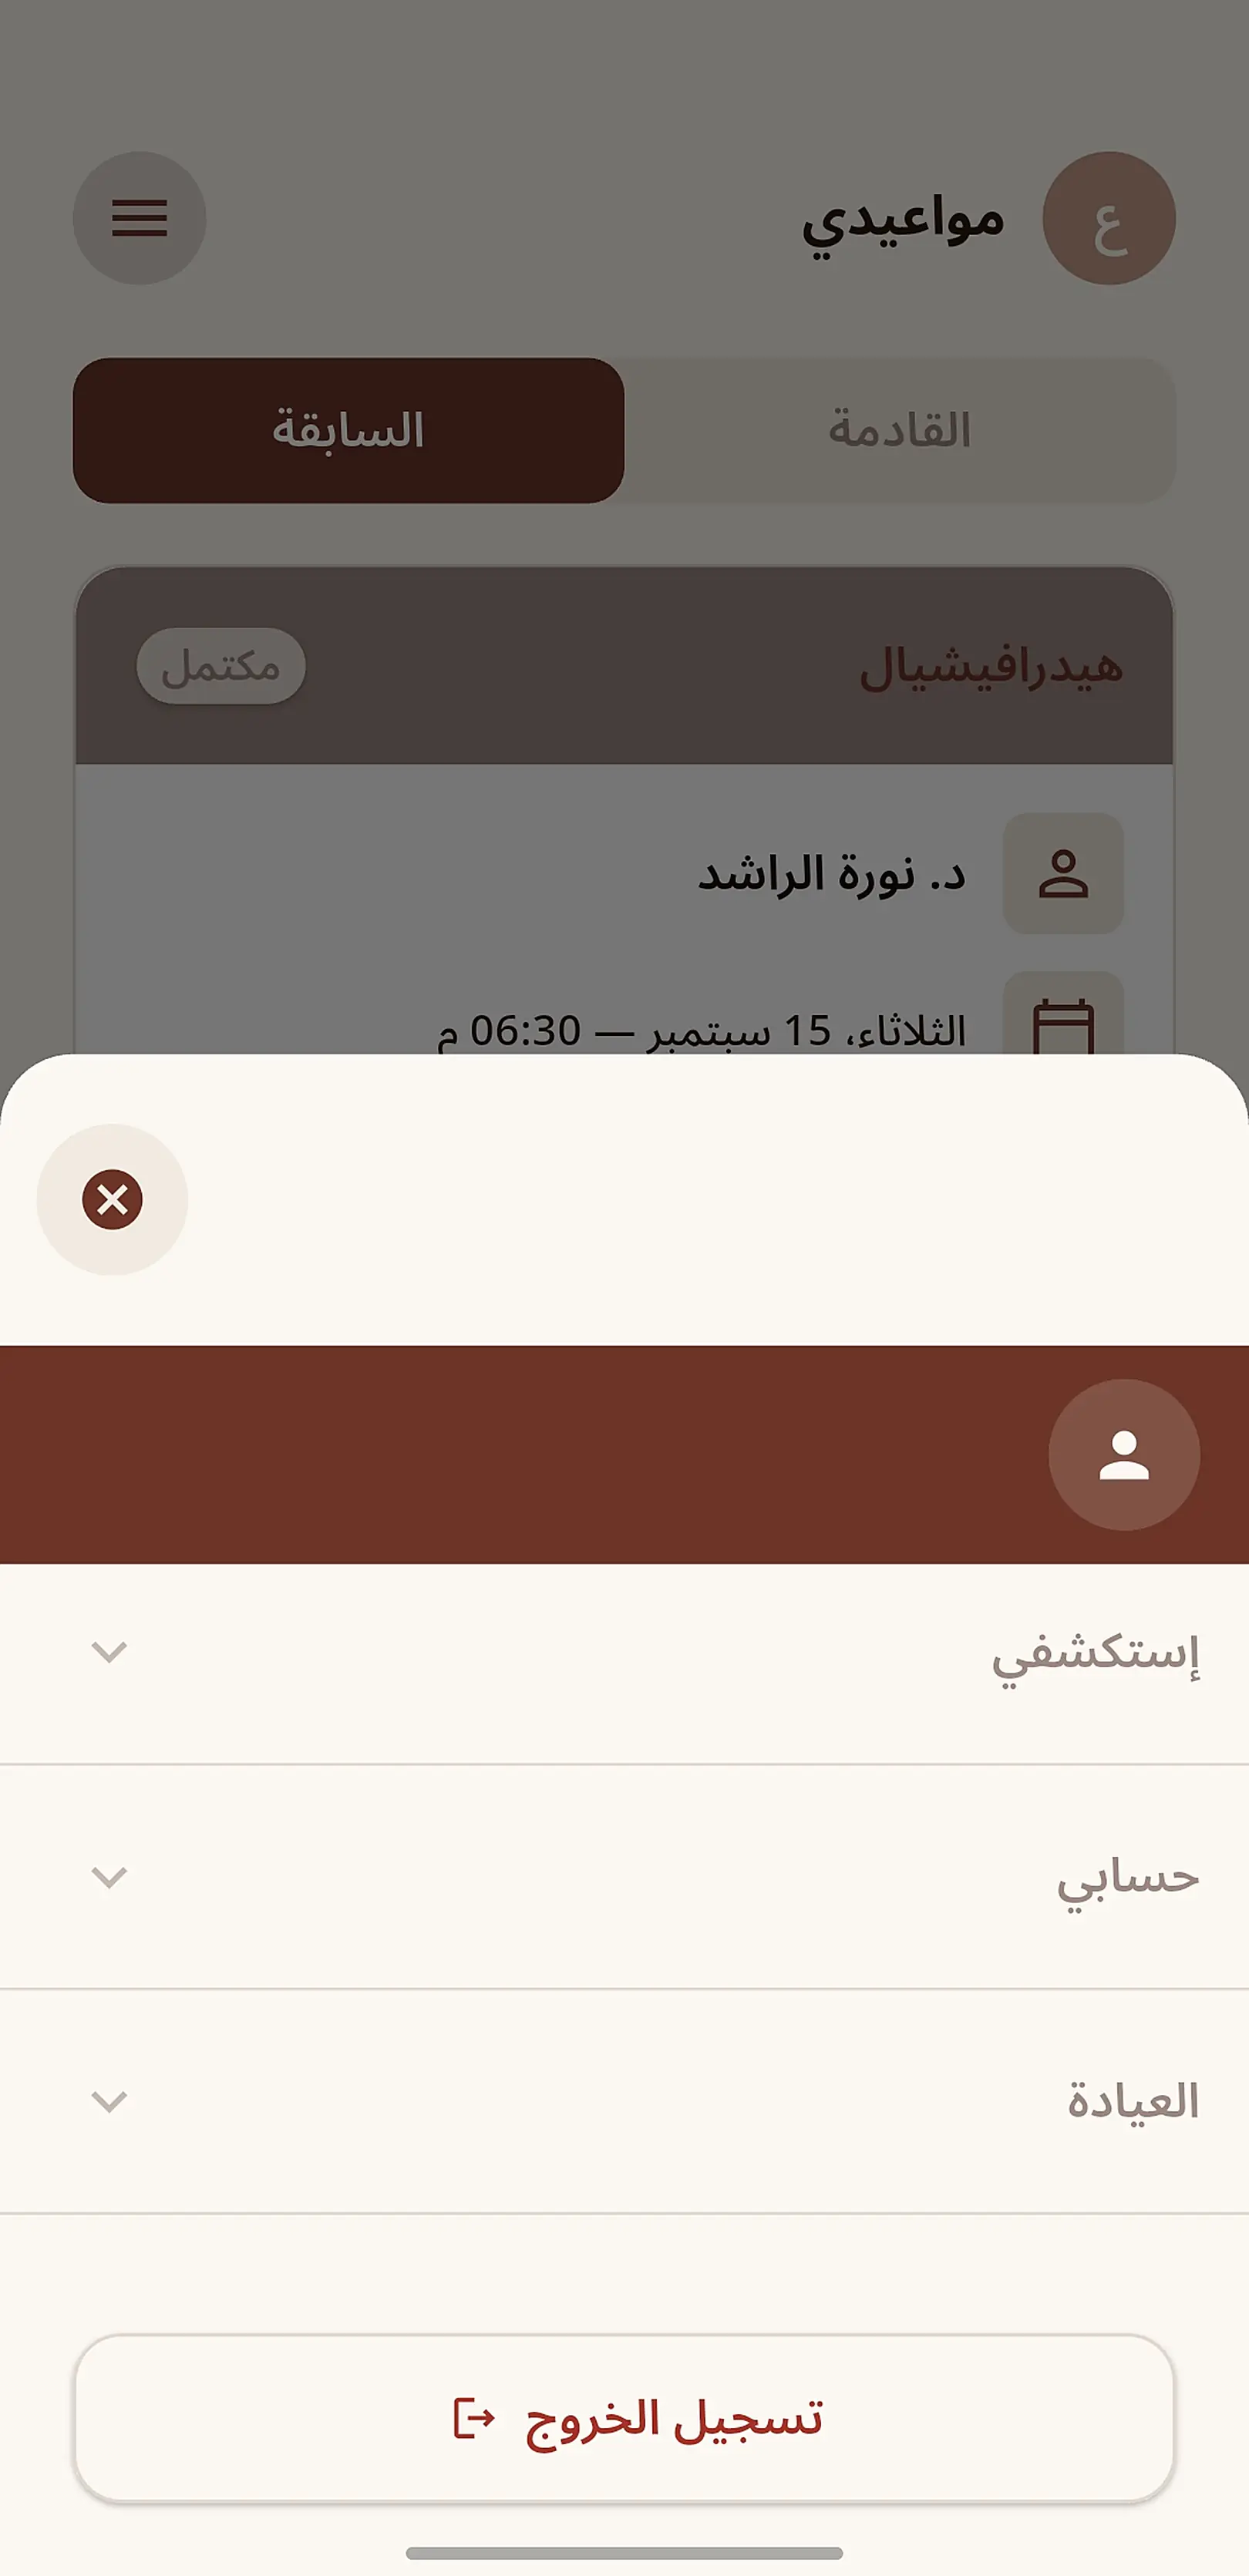 ع
مواعيدي
القادمة
السابقة
هيدرافيشيال
مكتمل
د. نورة الراشد
الثلاثاء، 15 سبتمبر — 06:30 م
إستكشفي
حسابي
العيادة
تسجيل الخروج